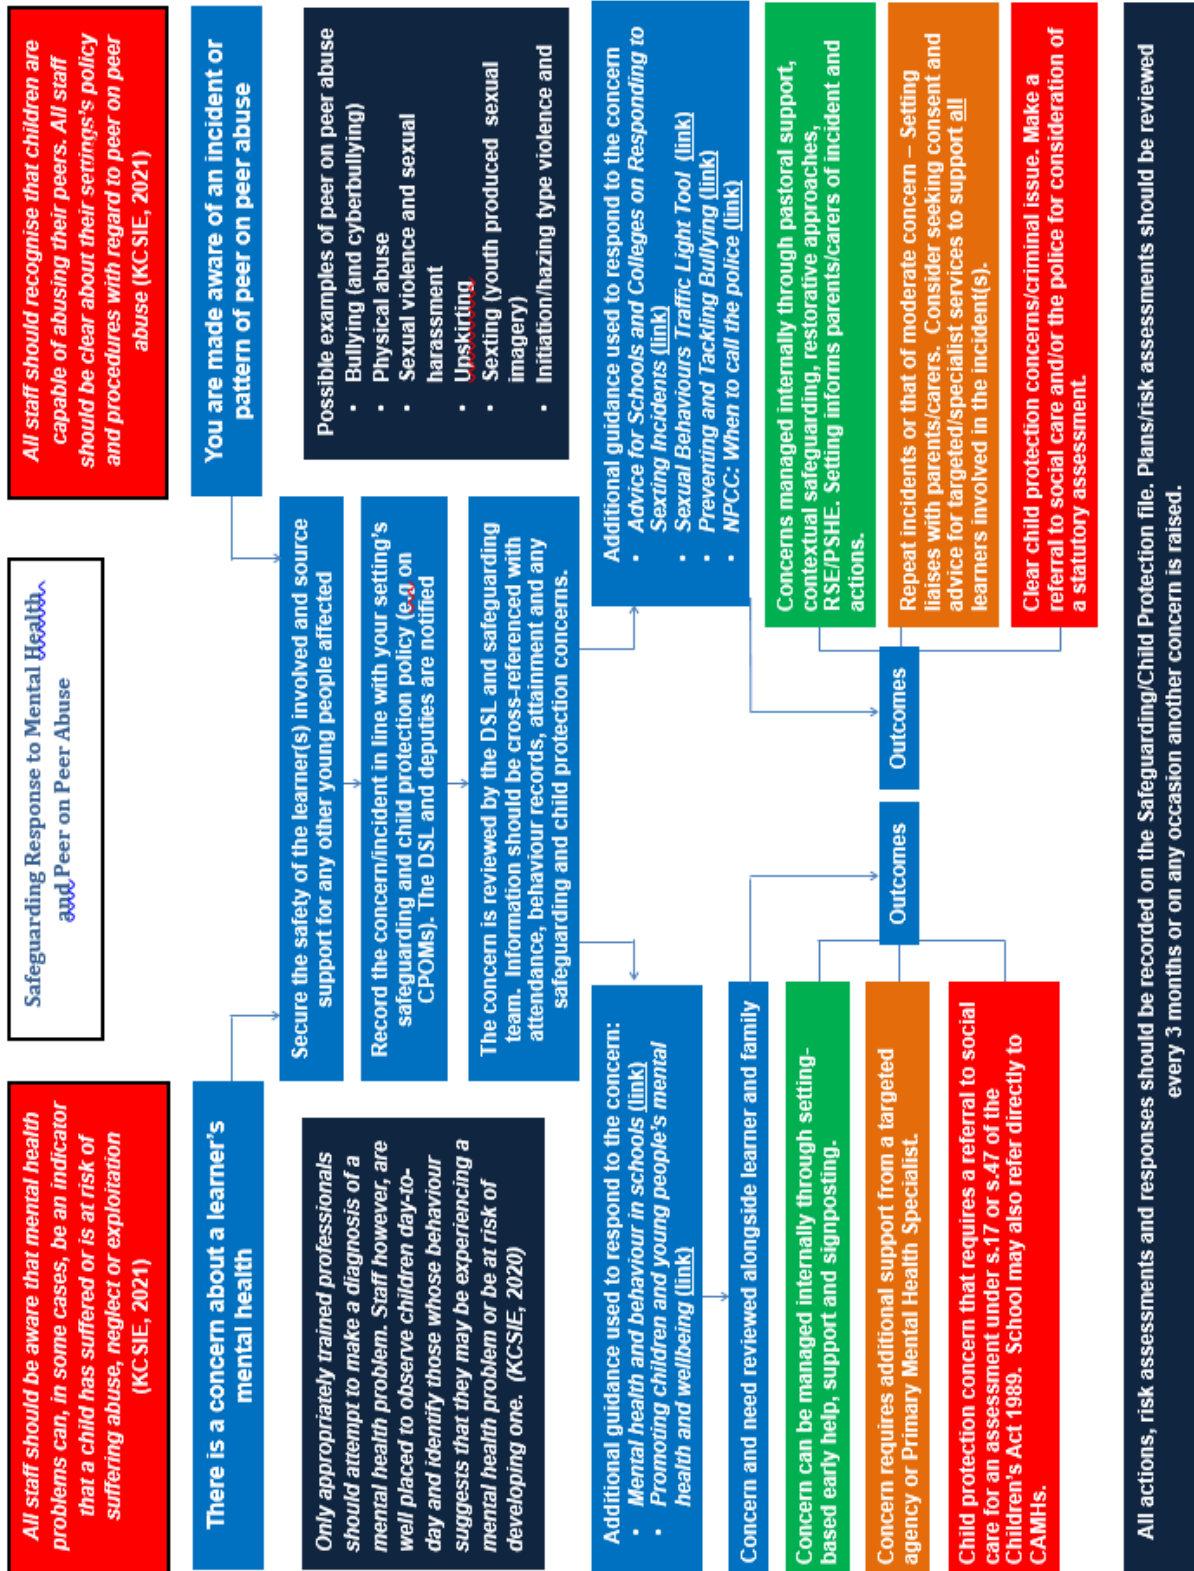 All staff should be aware that mental health
problems can, in some cases, be an indicator
that a child has suffered or is at risk of
suffering abuse, neglect or exploitation
(KCSIE, 2021)
Safeguarding Response to Mental Health
and Peer on Peer Abuse
All staff should recognise that children are
capable of abusing their peers. All staff
should be clear about their settings's policy
and procedures with regard to peer on peer
abuse (KCSIE, 2021)
There is a concern about a learner's
mental health
You are made aware of an incident or
pattern of peer on peer abuse
Secure the safety of the learner(s) involved and source
support for any other young people affected
Record the concern/incident in line with your setting's
safeguarding and child protection policy (e.g. on
CPOMs). The DSL and deputies are notified
The concern is reviewed by the DSL and safeguarding
team. Information should be cross-referenced with
attendance, behaviour records, attainment and any
safeguarding and child protection concerns.
Only appropriately trained professionals
should attempt to make a diagnosis of a
mental health problem. Staff however, are
well placed to observe children day-to-
day and identify those whose behaviour
suggests that they may be experiencing a
mental health problem or be at risk of
developing one. (KCSIE, 2020)
Possible examples of peer on peer abuse
• Bullying (and cyberbullying)
• Physical abuse
• Sexual violence and sexual
harassment
• Upskirting
• Sexting (youth produced sexual
imagery)
• Initiation/hazing type violence and
Additional guidance used to respond to the concern:
• Mental health and behaviour in schools (link)
• Promoting children and young people's mental
health and wellbeing (link)
Concern and need reviewed alongside learner and family
Additional guidance used to respond to the concern
• Advice for Schools and Colleges on Responding to
Sexting Incidents (link)
• Sexual Behaviours Traffic Light Tool (link)
• Preventing and Tackling Bullying (link)
• NPCC: When to call the police (link)
Concern can be managed internally through setting-
based early help, support and signposting.
Concern requires additional support from a targeted
agency or Primary Mental Health Specialist.
Child protection concern that requires a referral to social
care for an assessment under s.17 or s.47 of the
Children's Act 1989. School may also refer directly to
CAMHs.
Outcomes
Outcomes
Concerns managed internally through pastoral support,
contextual safeguarding, restorative approaches,
RSE/PSHE. Setting informs parents/carers of incident and
actions.
Repeat incidents or that of moderate concern – Setting
liaises with parents/carers. Consider seeking consent and
advice for targeted/specialist services to support all
learners involved in the incident(s).
Clear child protection concerns/criminal issue. Make a
referral to social care and/or the police for consideration of
a statutory assessment.
All actions, risk assessments and responses should be recorded on the Safeguarding/Child Protection file. Plans/risk assessments should be reviewed
every 3 months or on any occasion another concern is raised.